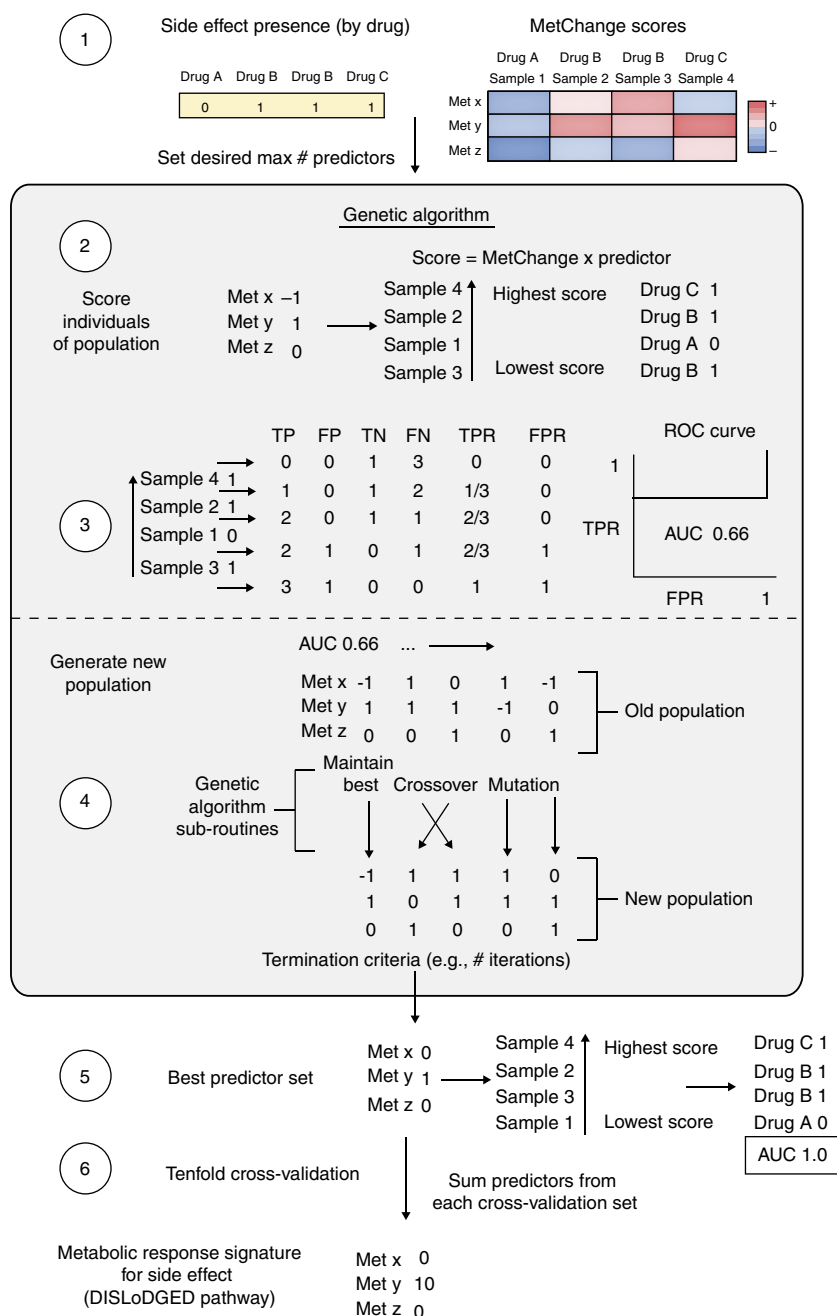 1
Side effect presence (by drug)
MetChange scores
Drug A Drug B Drug B Drug C
0 1 1 1
Drug A Drug B Drug B Drug C
Sample 1 Sample 2 Sample 3 Sample 4
Met x
Met y
Met z
+
0
–
Set desired max # predictors
Genetic algorithm
2
Score = MetChange x predictor
Score
individuals
of population
Met x –1
Met y 1
Met z 0
Sample 4
Sample 2
Sample 1
Sample 3
Highest score
Lowest score
Drug C 1
Drug B 1
Drug A 0
Drug B 1
3
TP FP TN FN TPR FPR
0 0 1 3 0 0
Sample 4 1
1 0 1 2 1/3 0
Sample 2 1
2 0 1 1 2/3 0
Sample 1 0
2 1 0 1 2/3 1
Sample 3 1
3 1 0 0 1 1
ROC curve
1
TPR
AUC 0.66
FPR 1
Generate new
population
AUC 0.66 ...
Met x -1 1 0 1 -1
Met y 1 1 1 -1 0
Met z 0 0 1 0 1
Old population
4
Genetic
algorithm
sub-routines
Maintain
best Crossover Mutation
-1 1 1 1 0
1 0 1 1 1
0 1 0 0 1
New population
Termination criteria (e.g., # iterations)
5
Best predictor set
Met x 0
Met y 1
Met z 0
Sample 4
Sample 2
Sample 3
Sample 1
Highest score
Lowest score
Drug C 1
Drug B 1
Drug B 1
Drug A 0
AUC 1.0
6
Tenfold cross-validation
Sum predictors from
each cross-validation set
Metabolic response signature
for side effect
(DISLoDGED pathway)
Met x 0
Met y 10
Met z 0